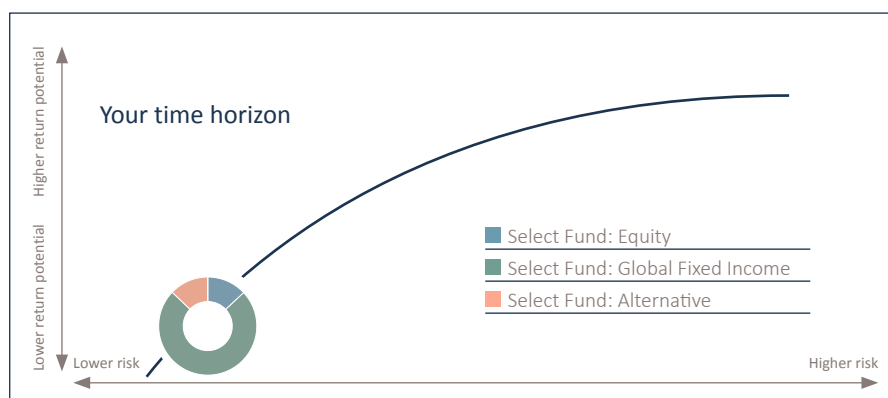 Higher return potential
Your time horizon
Select Fund: Equity
Select Fund: Global Fixed Income
Select Fund: Alternative
Lower return potential
Lower risk
Higher risk